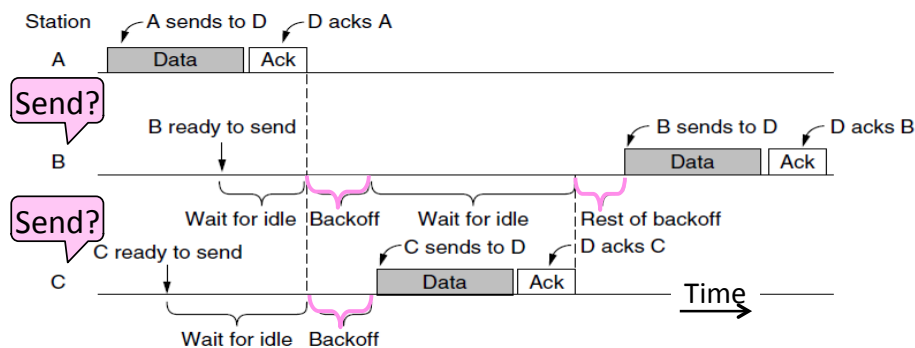 Station
A sends to D
D acks A
A
Data
Ack
Send?
B ready to send
B sends to D
D acks B
B
Data
Ack
Wait for idle
Backoff
Wait for idle
Rest of backoff
Send?
C ready to send
C sends to D
D acks C
C
Data
Ack
Time
Wait for idle
Backoff